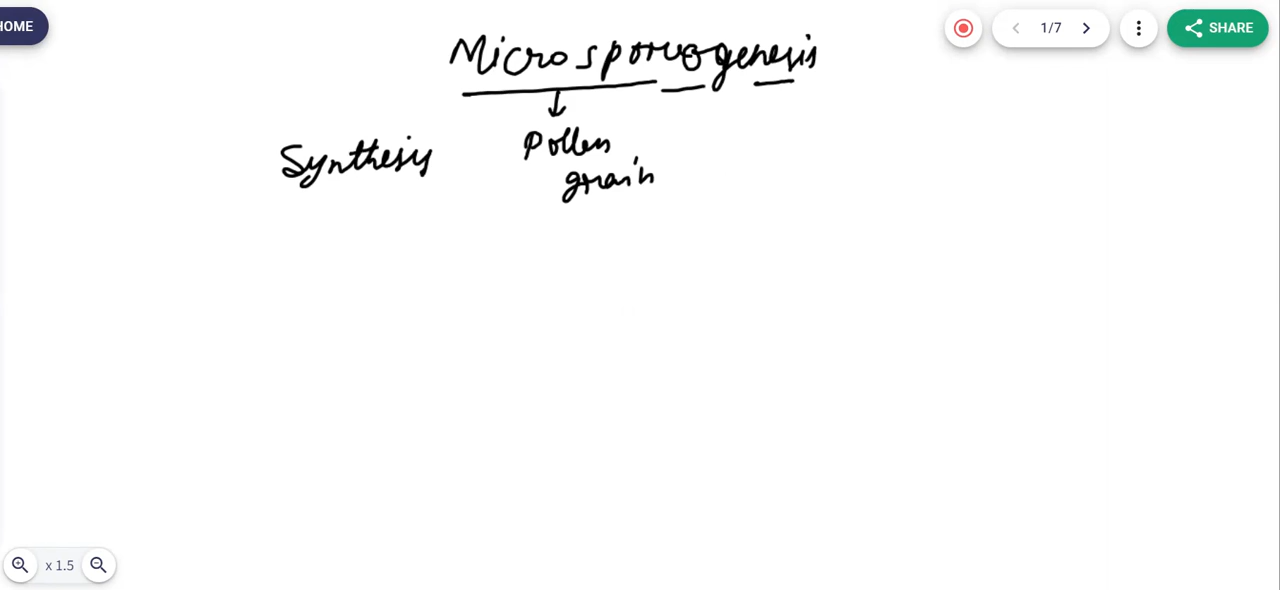 HOME
1/7
SHARE
Microsporogenesis
Synthesis
Pollen
grain
x 1.5